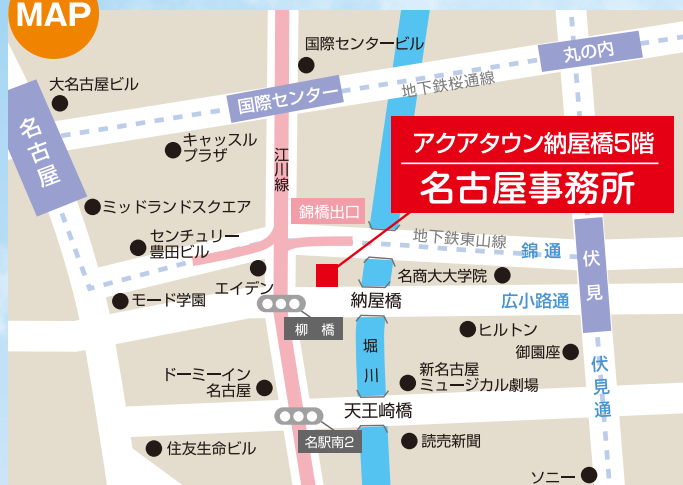 MAP
国際センタービル
丸の内
大名古屋ビル
地下鉄桜通線
国際センター
名古屋
キャッスル
プラザ
江川線
アクアタウン納屋橋5階
名古屋事務所
ミッドランドスクエア
錦橋出口
センチュリー
豊田ビル
地下鉄東山線
錦通
伏見
エイデン
名商大大学院
モード学園
納屋橋
広小路通
柳橋
ヒルトン
堀川
御園座
ドーミーイン
名古屋
新名古屋
ミュージカル劇場
伏見通
天王崎橋
名駅南2
住友生命ビル
読売新聞
ソニー